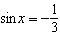 sin x = −1/3